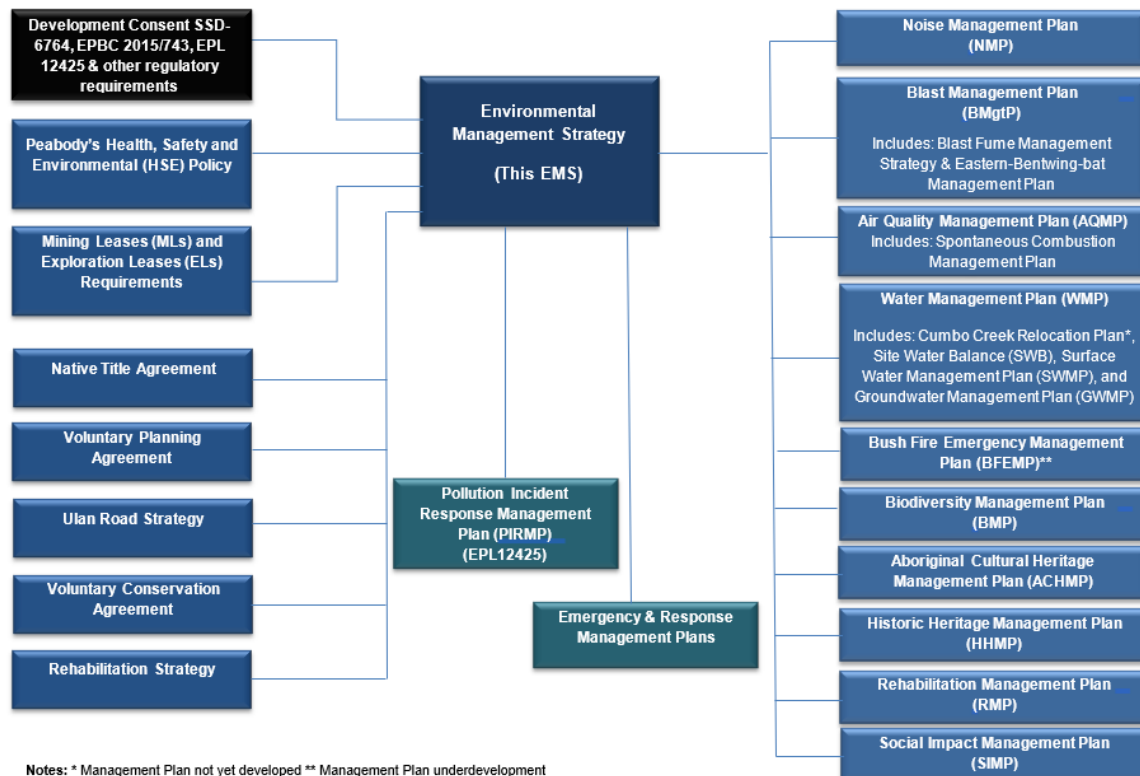 Development Consent SSD-
6764, EPBC 2015/743, EPL
12425 & other regulatory
requirements
Peabody's Health, Safety and
Environmental (HSE) Policy
Mining Leases (MLs) and
Exploration Leases (ELs)
Requirements
Native Title Agreement
Voluntary Planning
Agreement
Ulan Road Strategy
Voluntary Conservation
Agreement
Rehabilitation Strategy
Environmental
Management Strategy
(This EMS)
Pollution Incident
Response Management
Plan (PIRMP)
(EPL12425)
Emergency & Response
Management Plans
Noise Management Plan
(NMP)
Blast Management Plan
(BMgtP)
Includes: Blast Fume Management
Strategy & Eastern-Bentwing-bat
Management Plan
Air Quality Management Plan (AQMP)
Includes: Spontaneous Combustion
Management Plan
Water Management Plan (WMP)
Includes: Cumbo Creek Relocation Plan*,
Site Water Balance (SWB), Surface
Water Management Plan (SWMP), and
Groundwater Management Plan (GWMP)
Bush Fire Emergency Management
Plan (BFEMP)**
Biodiversity Management Plan
(BMP)
Aboriginal Cultural Heritage
Management Plan (ACHMP)
Historic Heritage Management Plan
(HHMP)
Rehabilitation Management Plan
(RMP)
Social Impact Management Plan
(SIMP)
Notes: * Management Plan not yet developed ** Management Plan underdevelopment